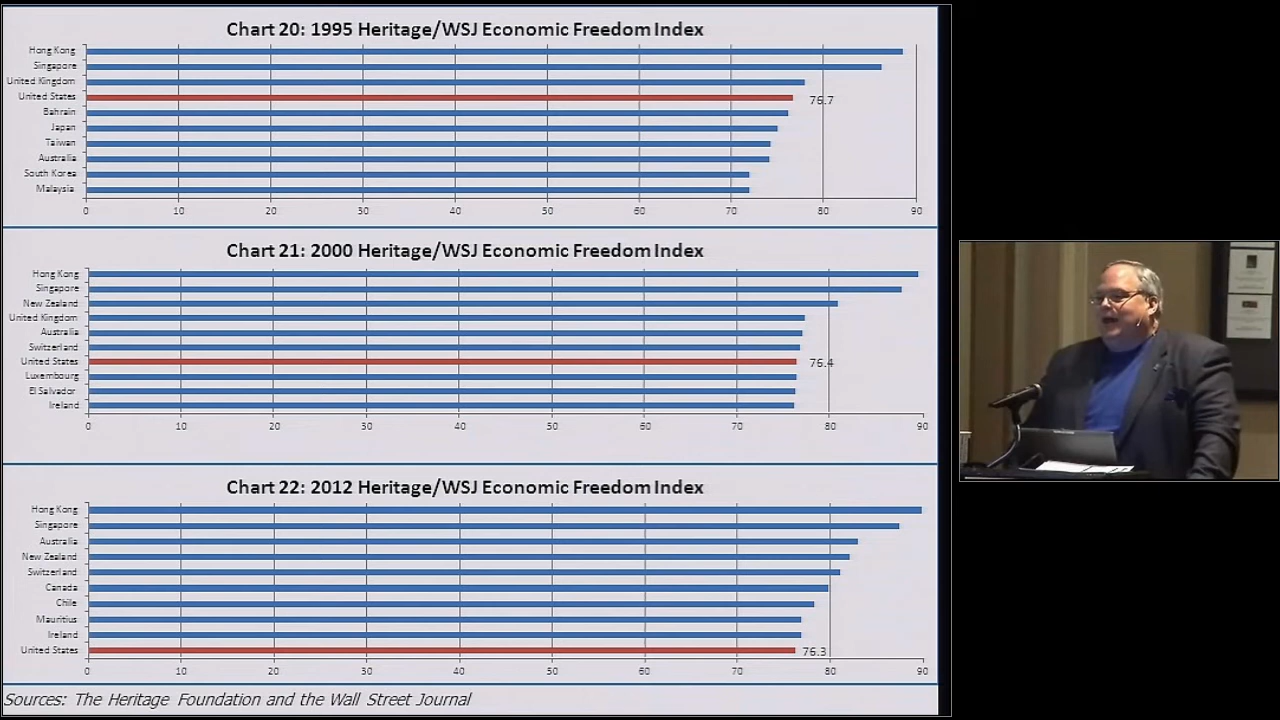 Chart 20: 1995 Heritage/WSJ Economic Freedom Index
Hong Kong
Singapore
United Kingdom
United States 76.7
Bahrain
Japan
Taiwan
Australia
South Korea
Malaysia
0 10 20 30 40 50 60 70 80 90
Chart 21: 2000 Heritage/WSJ Economic Freedom Index
Hong Kong
Singapore
New Zealand
United Kingdom
Australia
Switzerland
United States 76.4
Luxembourg
El Salvador
Ireland
0 10 20 30 40 50 60 70 80 90
Chart 22: 2012 Heritage/WSJ Economic Freedom Index
Hong Kong
Singapore
Australia
New Zealand
Switzerland
Canada
Chile
Mauritius
Ireland
United States 76.3
0 10 20 30 40 50 60 70 80 90
Sources: The Heritage Foundation and the Wall Street Journal